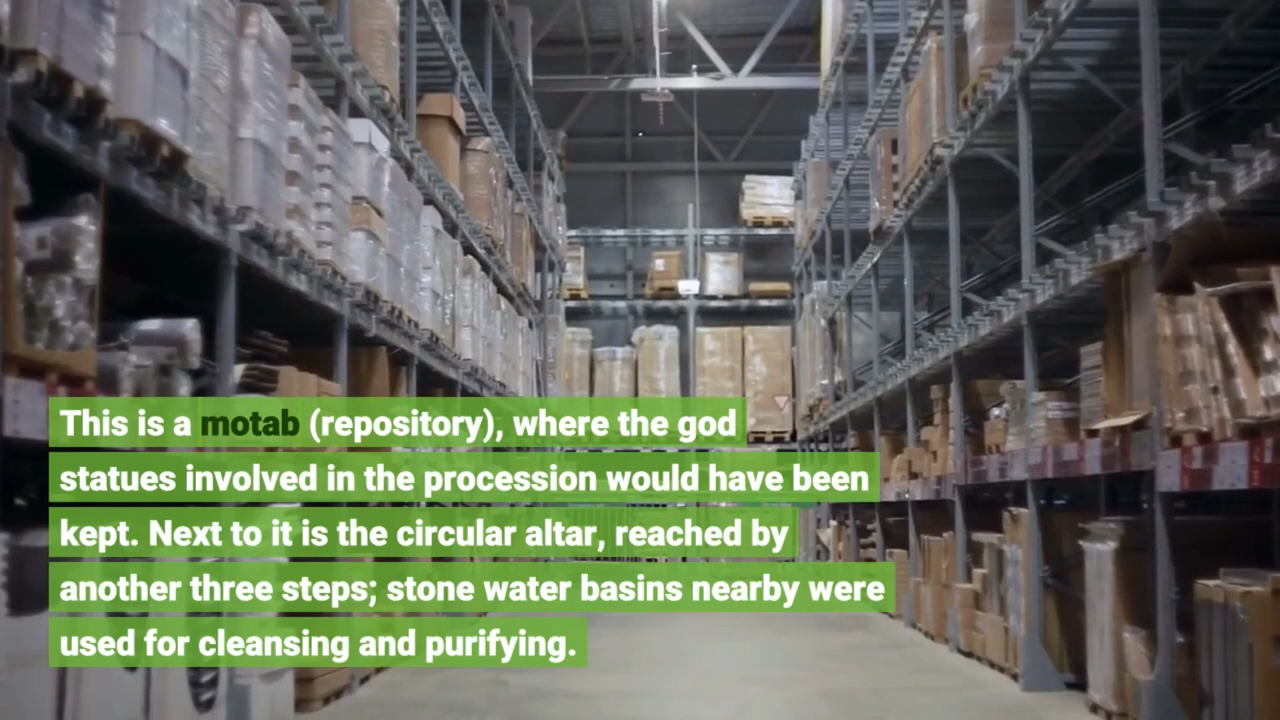 This is a motab (repository), where the god
statues involved in the procession would have been
kept. Next to it is the circular altar, reached by
another three steps; stone water basins nearby were
used for cleansing and purifying.